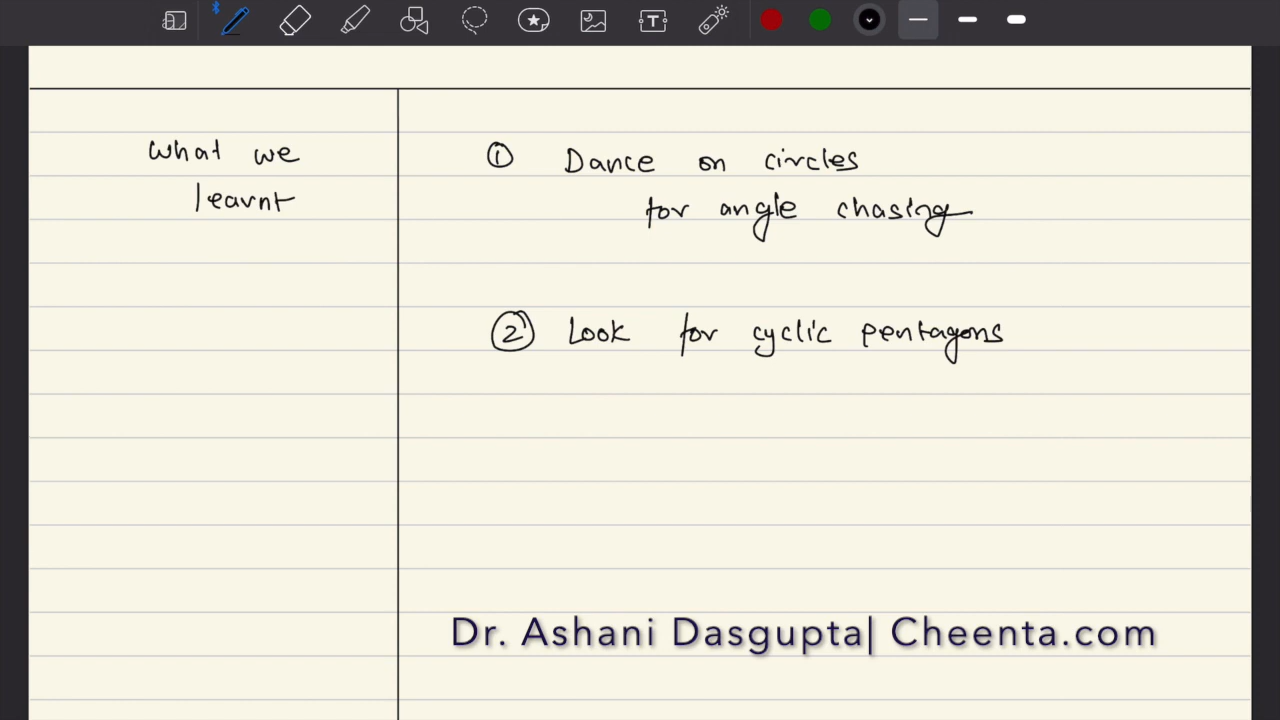 what we
learnt
① Dance on circles
for angle chasing
② Look for cyclic pentagons
Dr. Ashani Dasgupta| Cheenta.com